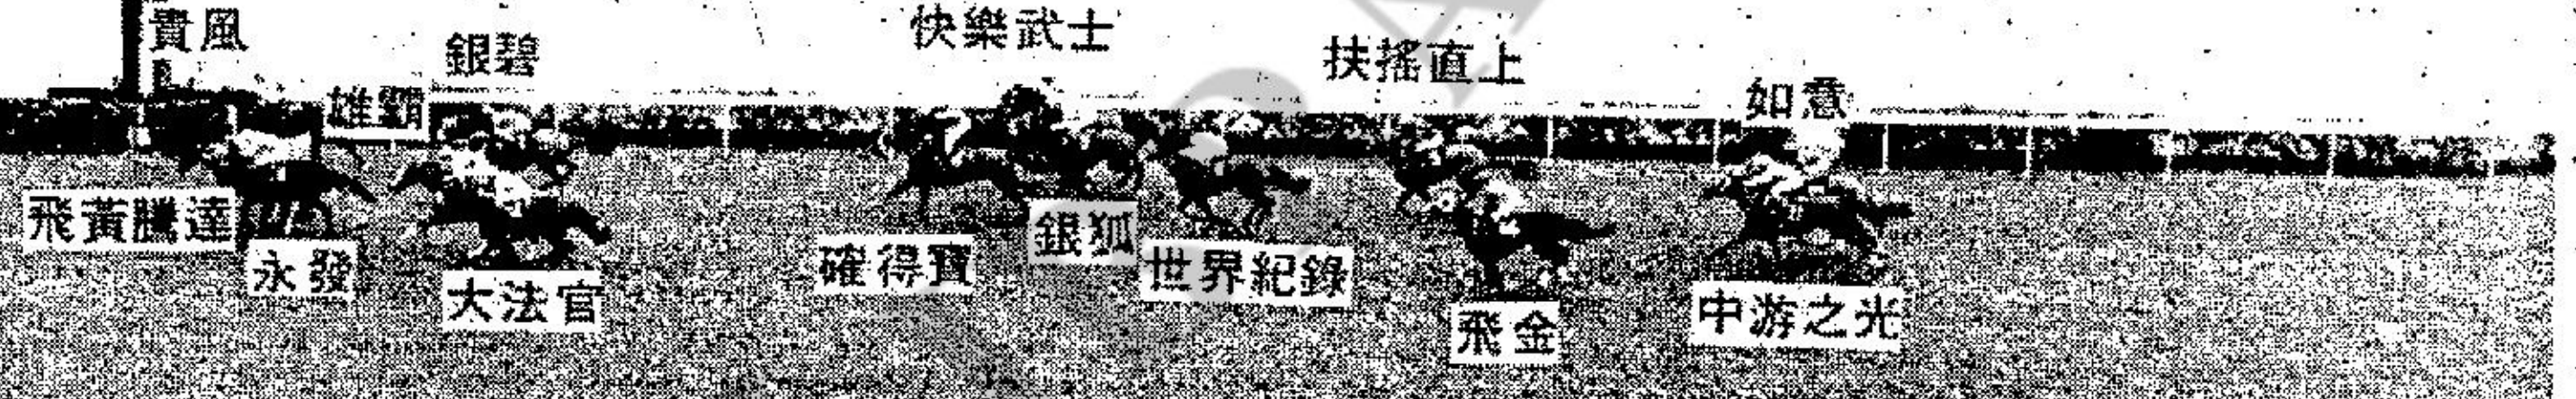 貴風
銀碧
快樂武士
扶搖直上
如意
雄霸
飛黃騰達
永發
大法官
確得寶
銀狐
世界紀錄
飛金
中游之光